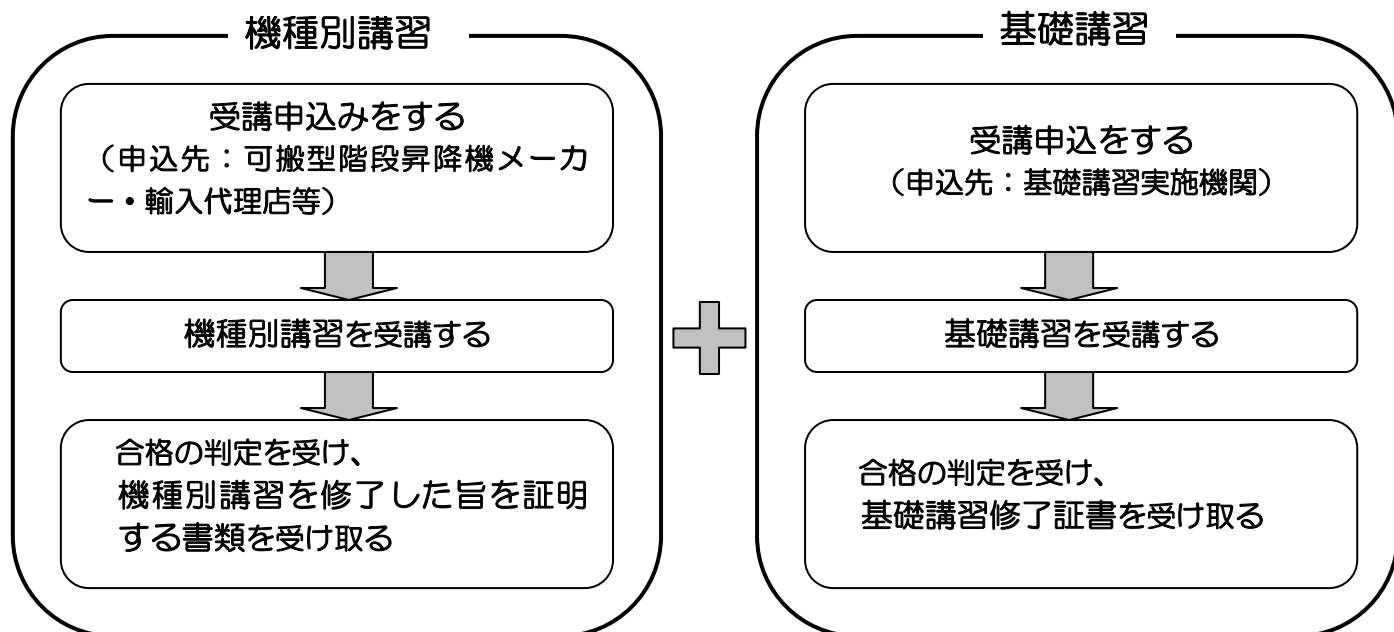 機種別講習
受講申込みをする
(申込先:可搬型階段昇降機メーカ
ー・輸入代理店等)
機種別講習を受講する
合格の判定を受け、
機種別講習を修了した旨を証明
する書類を受け取る
基礎講習
受講申込をする
(申込先:基礎講習実施機関)
基礎講習を受講する
合格の判定を受け、
基礎講習修了証書を受け取る